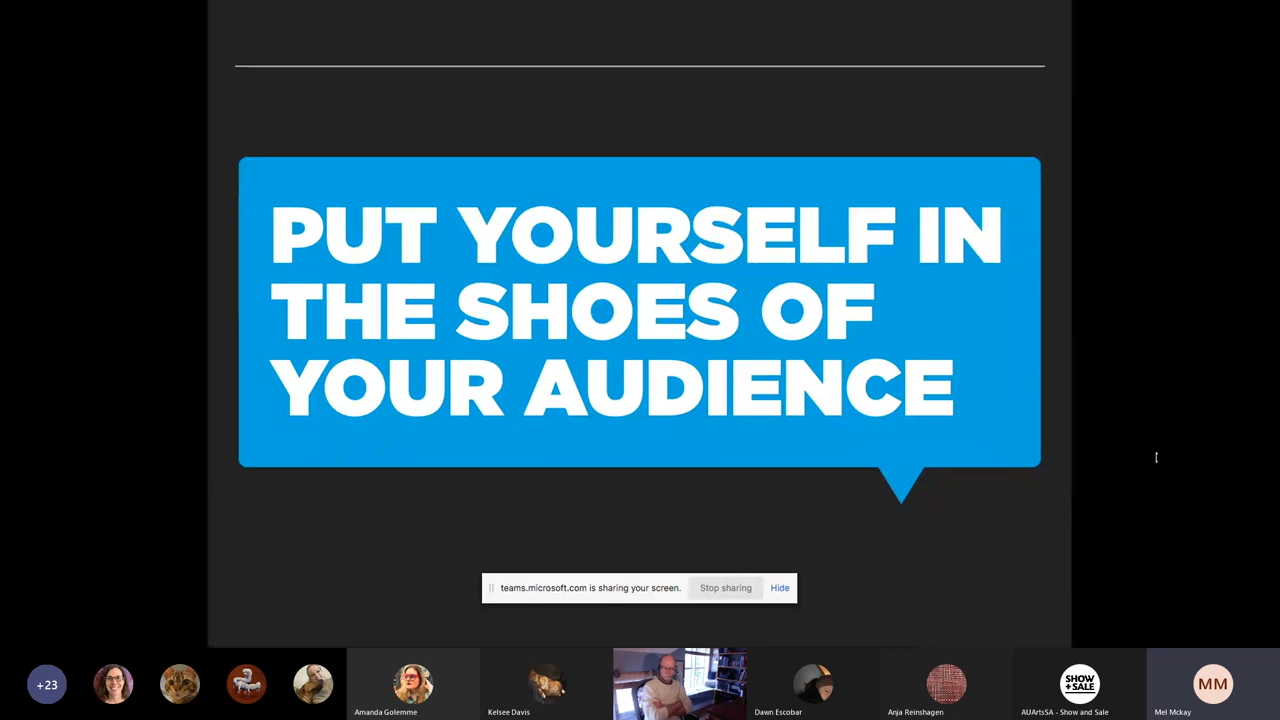 PUT YOURSELF IN
THE SHOES OF
YOUR AUDIENCE
teams.microsoft.com is sharing your screen. Stop sharing Hide
+23
SHOW
+SALE
MM
Amanda Golemme Kelsee Davis Dawn Escobar Anja Reinshagen AUArtsSA - Show and Sale Mel Mckay